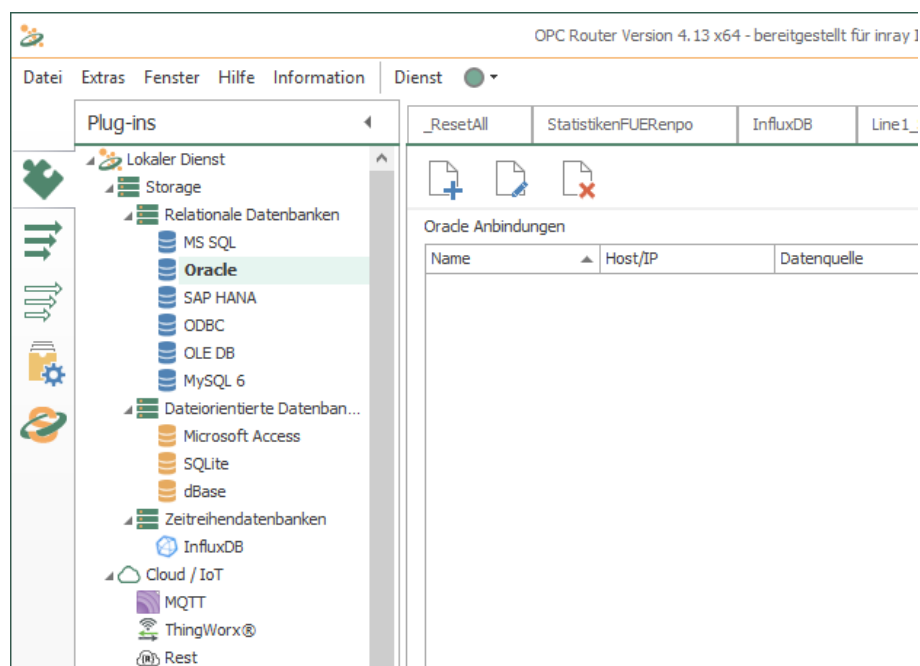 OPC Router Version 4.13 x64 - bereitgestellt für inray
Datei Extras Fenster Hilfe Information Dienst
Plug-ins
_ResetAll StatistikenFUERenpo InfluxDB Line1_
Lokaler Dienst
Storage
Relationale Datenbanken
MS SQL
Oracle
SAP HANA
ODBC
OLE DB
MySQL 6
Dateiorientierte Datenban...
Microsoft Access
SQLite
dBase
Zeitreihendatenbanken
InfluxDB
Cloud / IoT
MQTT
ThingWorx®
Rest
Oracle Anbindungen
Name Host/IP Datenquelle